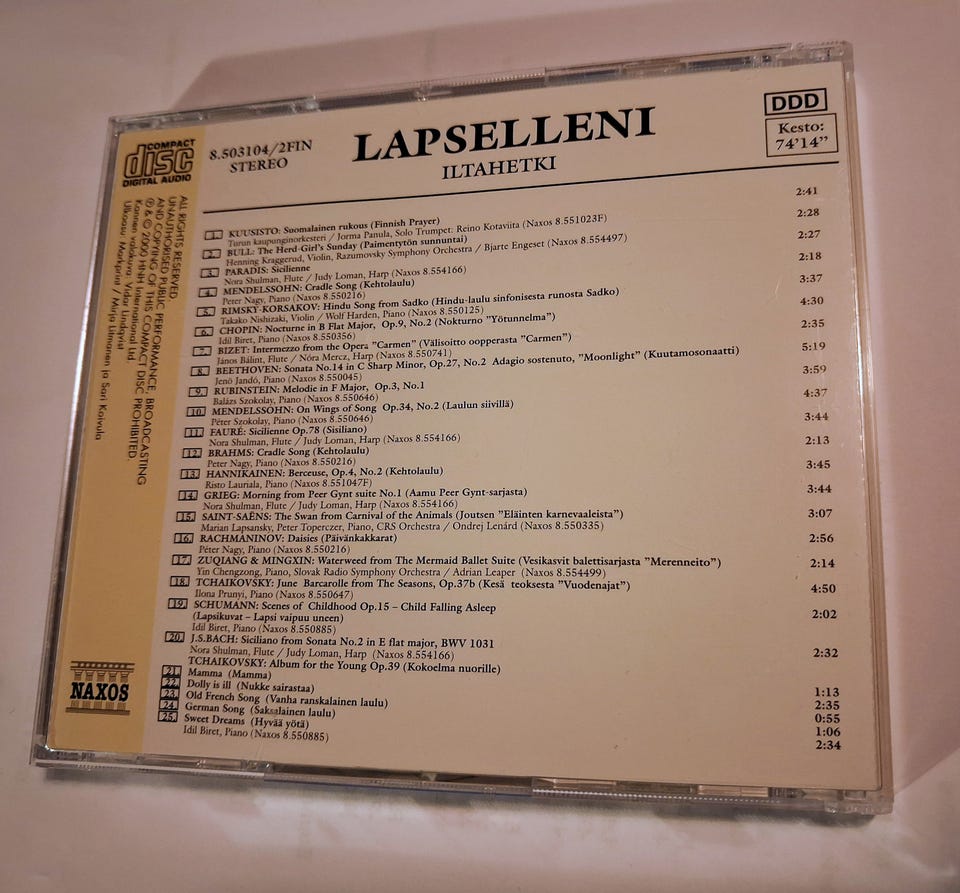 COMPACT
disc
DIGITAL AUDIO
8.503104/2FIN
STEREO
LAPSELLENI
ILTAHETKI
DDD
Kesto:
74'14"
1. KUUSISTO: Suomalainen rukous (Finnish Prayer) 2:41
Turun kaupunginorkesteri / Jorma Panula, Solo Trumpet: Reino Kotaviita (Naxos 8.551023F)
2. BULL: The Herd-Girl's Sunday (Paimentytön sunnuntai) 2:28
Henning Kraggerud, Violin, Razumovsky Symphony Orchestra / Bjarte Engeset (Naxos 8.554497)
3. PARADIS: Sicilienne 2:27
Nora Shulman, Flute / Judy Loman, Harp (Naxos 8.554166)
4. MENDELSSOHN: Cradle Song (Kehtolaulu) 2:18
Peter Nagy, Piano (Naxos 8.550216)
5. RIMSKY-KORSAKOV: Hindu Song from Sadko (Hindu-laulu sinfonisesta runosta Sadko) 3:37
Takako Nishizaki, Violin / Wolf Harden, Piano (Naxos 8.550125)
6. CHOPIN: Nocturne in B Flat Major, Op.9, No.2 (Nokturno "Yötunnelma") 4:30
Idil Biret, Piano (Naxos 8.550356)
7. BIZET: Intermezzo from the Opera "Carmen" (Välisoitto oopperasta "Carmen") 2:35
János Bálint, Flute / Nóra Mercz, Harp (Naxos 8.550741)
8. BEETHOVEN: Sonata No.14 in C Sharp Minor, Op.27, No.2 Adagio sostenuto, "Moonlight" (Kuutamosonaatti) 5:19
Jenö Jandó, Piano (Naxos 8.550045)
9. RUBINSTEIN: Melodie in F Major, Op.3, No.1 3:59
Balázs Szokolay, Piano (Naxos 8.550646)
10. MENDELSSOHN: On Wings of Song Op.34, No.2 (Laulun siivillä) 4:37
Péter Szokolay, Piano (Naxos 8.550646)
11. FAURÉ: Sicilienne Op.78 (Sisiliano) 3:44
Nora Shulman, Flute / Judy Loman, Harp (Naxos 8.554166)
12. BRAHMS: Cradle Song (Kehtolaulu) 2:13
Peter Nagy, Piano (Naxos 8.550216)
13. HANNIKAINEN: Berceuse, Op.4, No.2 (Kehtolaulu) 3:45
Risto Lauriala, Piano (Naxos 8.551047F)
14. GRIEG: Morning from Peer Gynt suite No.1 (Aamu Peer Gynt-sarjasta) 3:44
Nora Shulman, Flute / Judy Loman, Harp (Naxos 8.554166)
15. SAINT-SAËNS: The Swan from Carnival of the Animals (Joutsen "Eläinten karnevaaleista") 3:07
Marian Lapsansky, Peter Toperczer, Piano, CRS Orchestra / Ondrej Lenárd (Naxos 8.550335)
16. RACHMANINOV: Daisies (Päivänkakkarat) 2:56
Péter Nagy, Piano (Naxos 8.550216)
17. ZUQIANG & MINGXIN: Waterweed from The Mermaid Ballet Suite (Vesikasvit balettisarjasta "Merenneito") 2:14
Yin Chengzong, Piano, Slovak Radio Symphony Orchestra / Adrian Leaper (Naxos 8.554499)
18. TCHAIKOVSKY: June Barcarolle from The Seasons, Op.37b (Kesä teoksesta "Vuodenajat") 4:50
Ilona Prunyi, Piano (Naxos 8.550647)
19. SCHUMANN: Scenes of Childhood Op.15 – Child Falling Asleep 2:02
(Lapsikuvat – Lapsi vaipuu uneen)
Idil Biret, Piano (Naxos 8.550885)
20. J.S.BACH: Siciliano from Sonata No.2 in E flat major, BWV 1031 2:32
Nora Shulman, Flute / Judy Loman, Harp (Naxos 8.554166)
TCHAIKOVSKY: Album for the Young Op.39 (Kokoelma nuorille)
21. Mamma (Mamma) 1:13
22. Dolly is ill (Nukke sairastaa) 2:35
23. Old French Song (Vanha ranskalainen laulu) 0:55
24. German Song (Saksalainen laulu) 1:06
25. Sweet Dreams (Hyvää yötä) 2:34
Idil Biret, Piano (Naxos 8.550885)
ALL RIGHTS RESERVED.
UNAUTHORISED PUBLIC PERFORMANCE, BROADCASTING
AND COPYING OF THIS COMPACT DISC PROHIBITED.
℗ & © 2000 HNH International Ltd.
Kannen valokuva: Vidar Lindqvist
Ulkoasu Markprint / Mirja Litmanen ja Sari Koivula
NAXOS